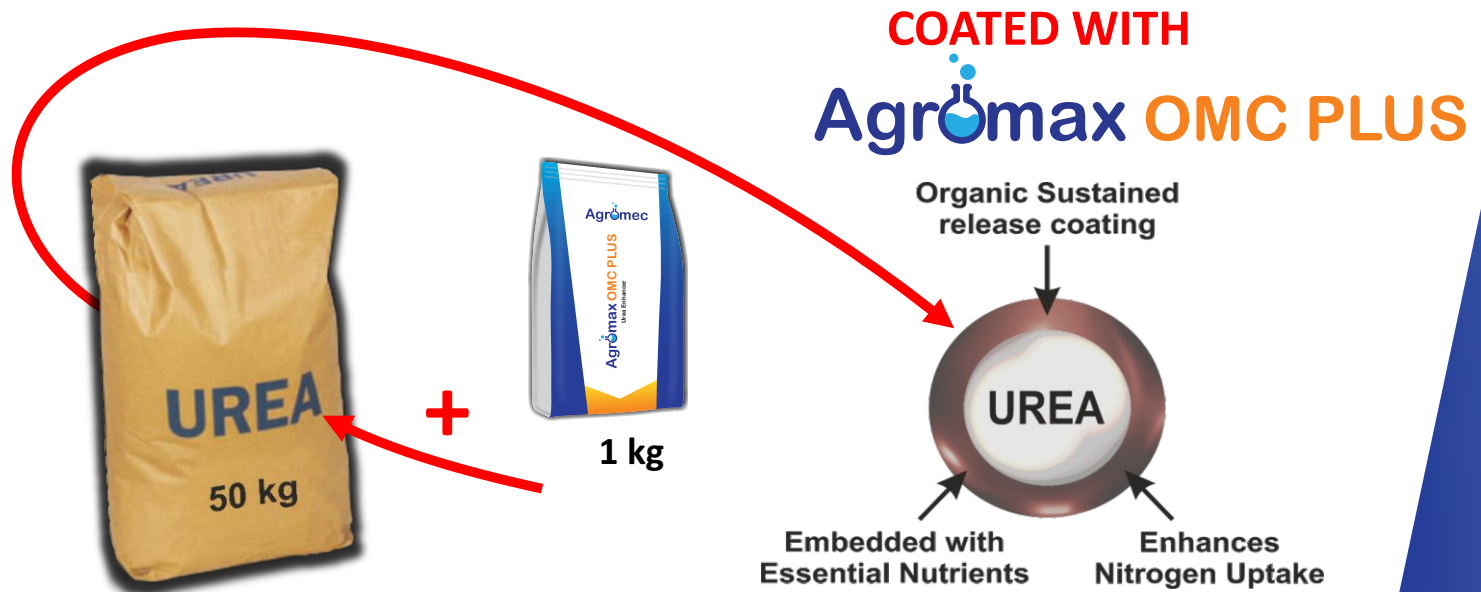 COATED WITH
Agromax OMC PLUS
UREA
UREA
50 kg
+
Agromec
Agromax OMC PLUS
Urea Enhancer
1 kg
Organic Sustained
release coating
UREA
Embedded with
Essential Nutrients
Enhances
Nitrogen Uptake